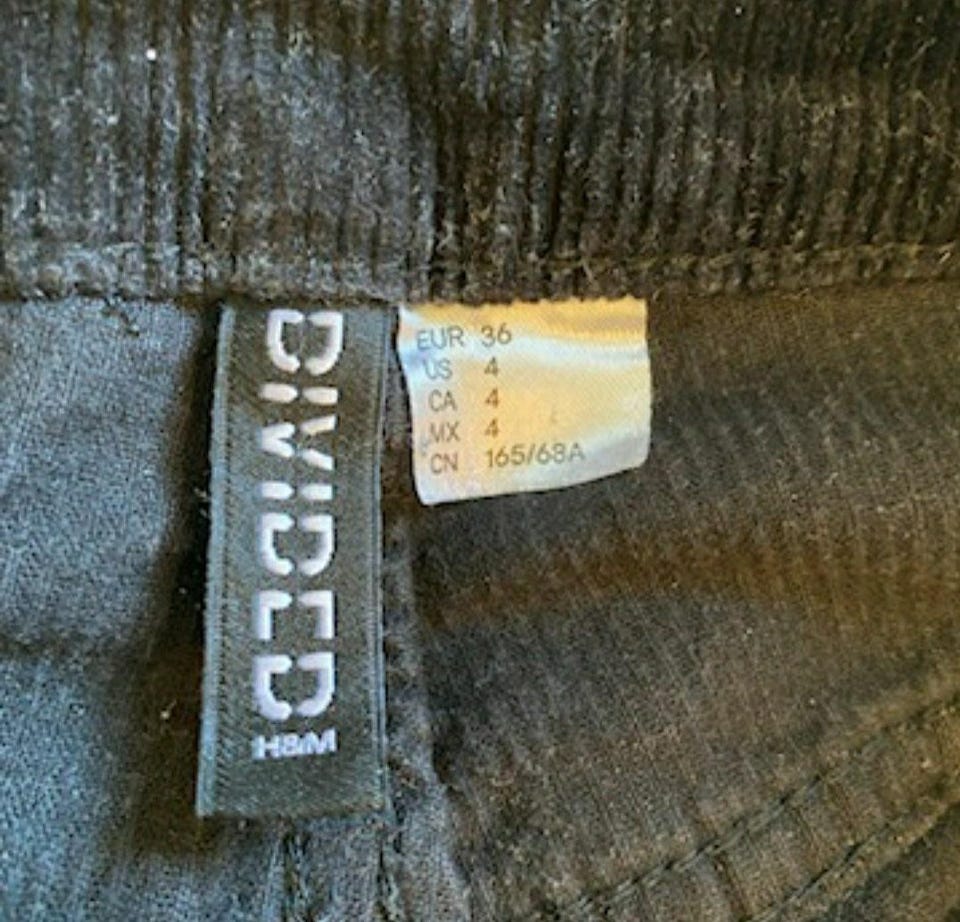 DIVIDED
H&M
EUR 36
US 4
CA 4
MX 4
CN 165/68A